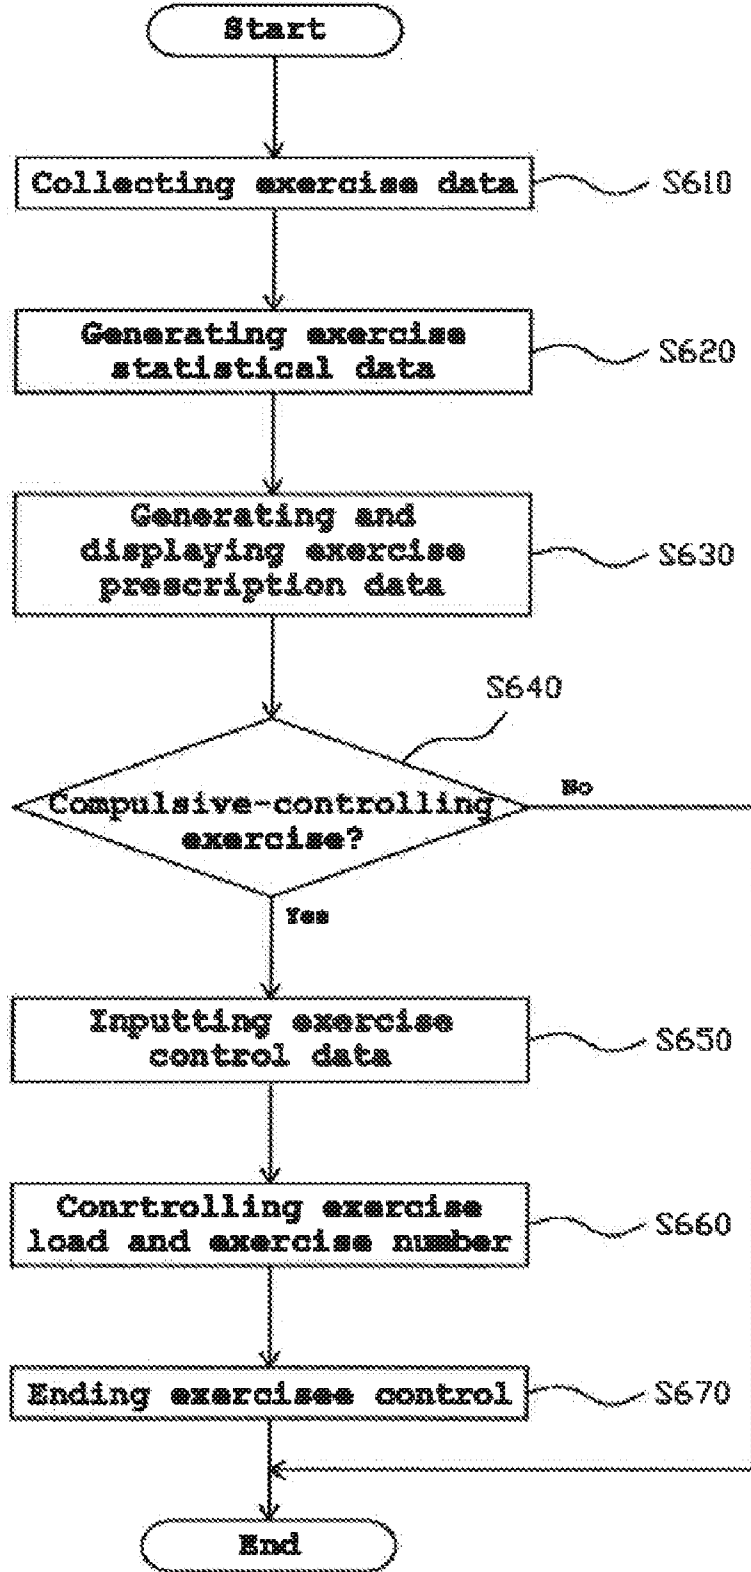 Start
Collecting exercise data
S610
Generating exercise
statistical data
S620
Generating and
displaying exercise
prescription data
S630
S640
Compulsive-controlling
exercise?
No
Yes
Inputting exercise
control data
S650
Conrtrolling exercise
load and exercise number
S660
Ending exercisee control
S670
End